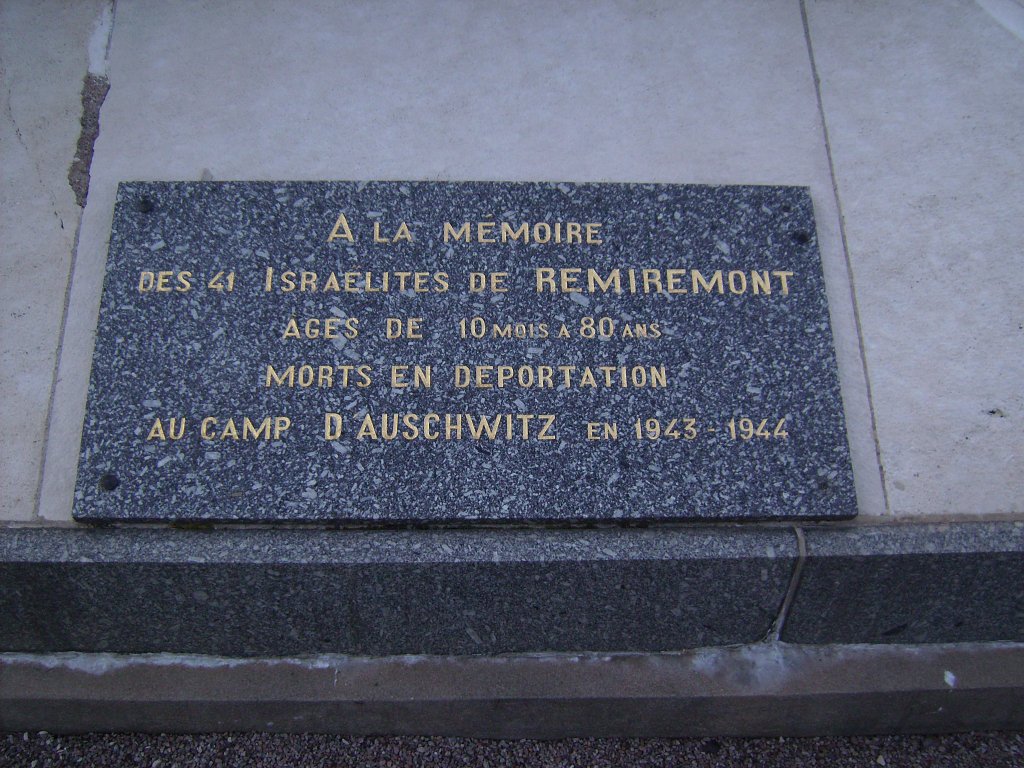 A LA MÉMOIRE
DES 41 ISRAELITES DE REMIREMONT
AGES DE 10 MOIS A 80 ANS
MORTS EN DEPORTATION
AU CAMP D'AUSCHWITZ EN 1943 - 1944